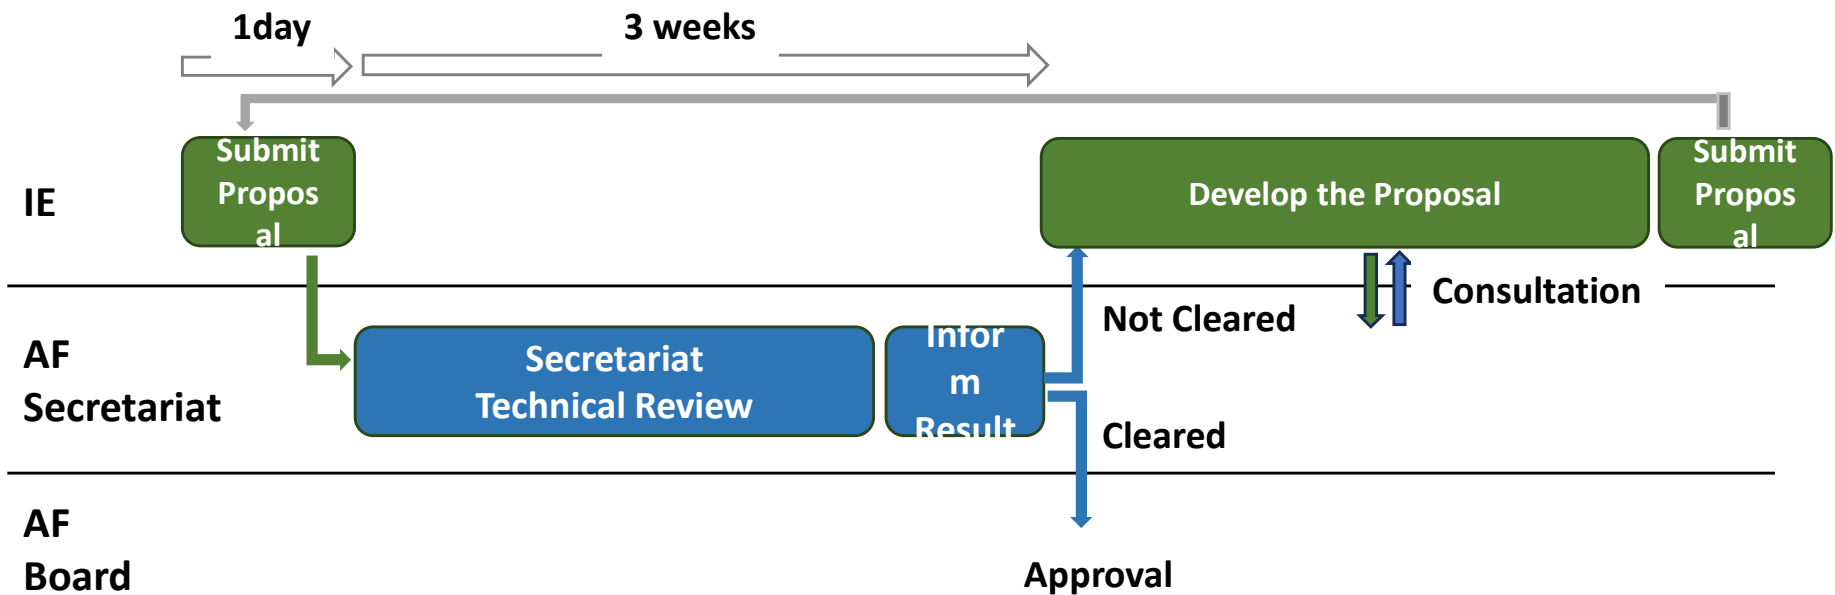 1day
3 weeks
IE
Submit
Propos
al
Develop the Proposal
Submit
Propos
al
Consultation
Not Cleared
AF
Secretariat
Secretariat
Technical Review
Infor
m
Result
Cleared
AF
Board
Approval